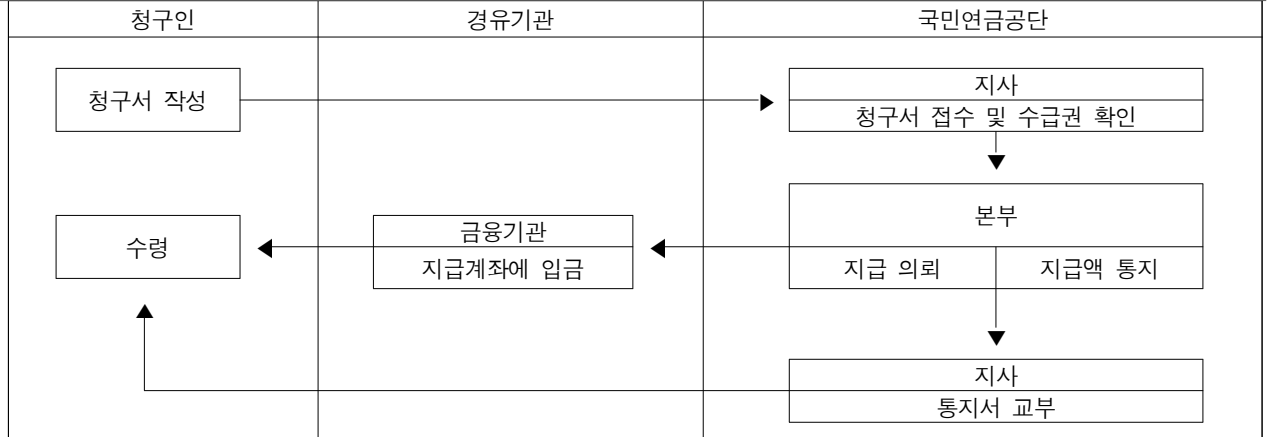 청구인
경유기관
국민연금공단
청구서 작성
지사
청구서 접수 및 수급권 확인
본부
지급 의뢰
지급액 통지
금융기관
지급계좌에 입금
수령
지사
통지서 교부